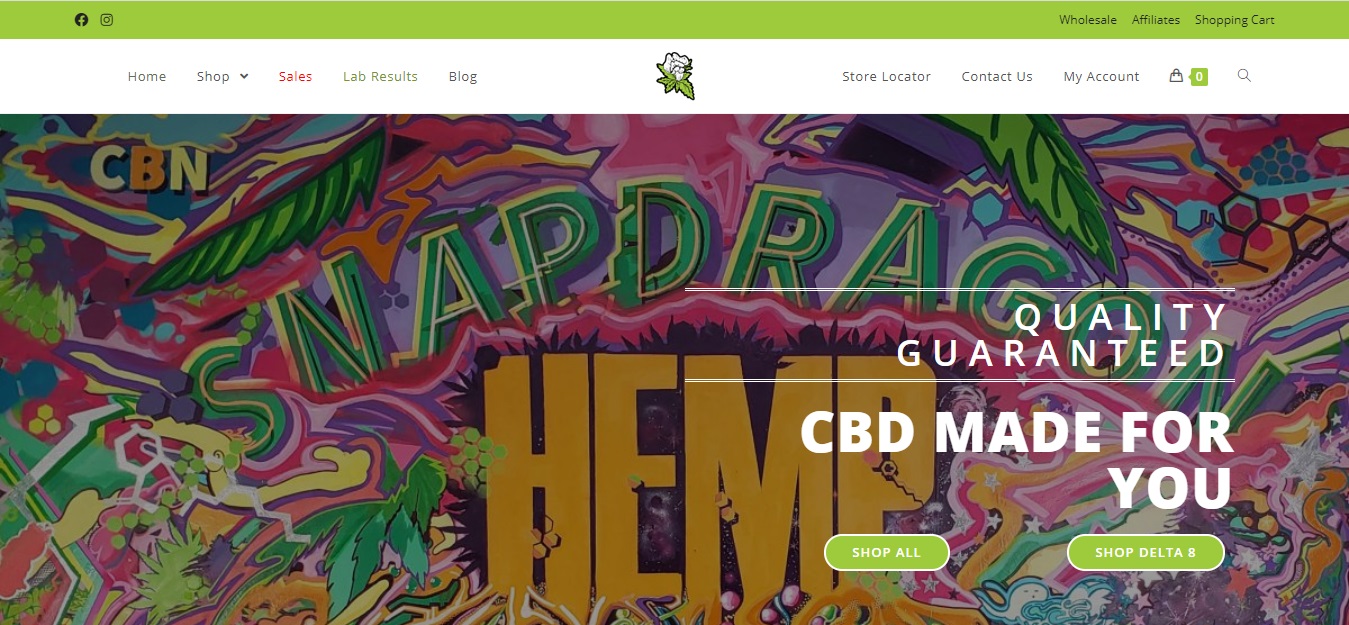 Wholesale Affiliates Shopping Cart
Home Shop Sales Lab Results Blog Store Locator Contact Us My Account 0
CBN
SNAPDRAGON
HEMP
QUALITY
GUARANTEED
CBD MADE FOR
YOU
SHOP ALL SHOP DELTA 8